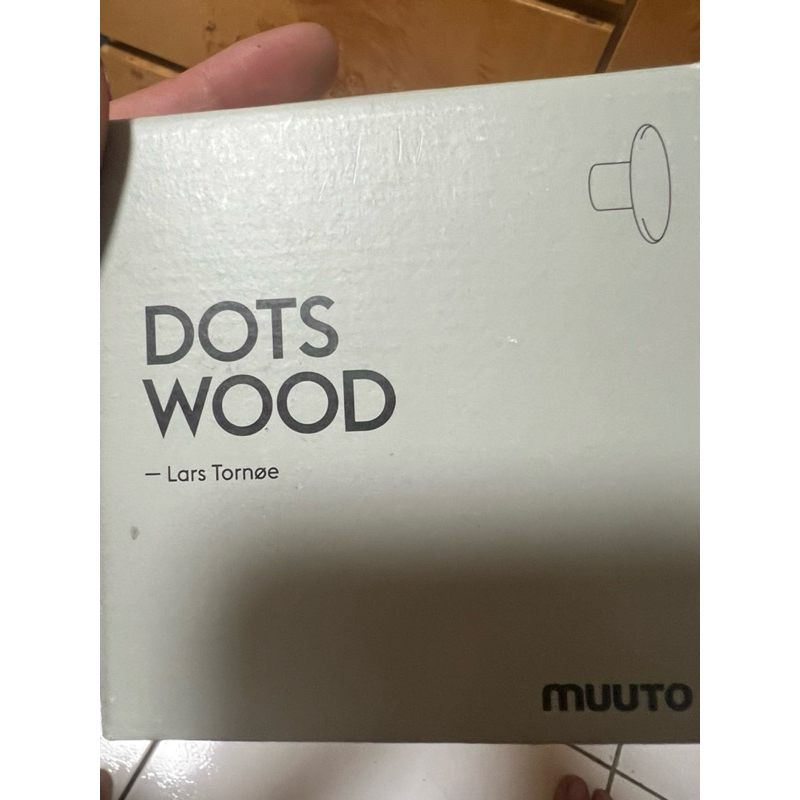 DOTS
WOOD
— Lars Tornøe
muuto